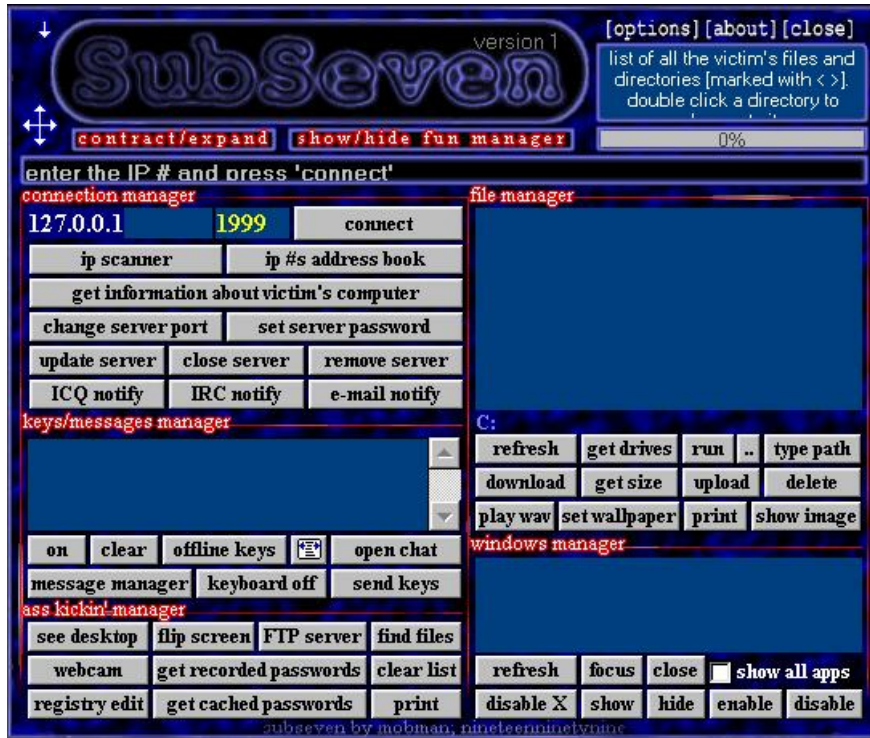 SubSeven
version 1
[options] [about] [close]
list of all the victim's files and
directories [marked with < >].
double click a directory to
contract/expand show/hide fun manager
0%
enter the IP # and press 'connect'
connection manager
127.0.0.1 1999 connect
ip scanner ip #s address book
get information about victim's computer
change server port set server password
update server close server remove server
ICQ notify IRC notify e-mail notify
keys/messages manager
on clear offline keys open chat
message manager keyboard off send keys
ass kickin' manager
see desktop flip screen FTP server find files
webcam get recorded passwords clear list
registry edit get cached passwords print
file manager
C:
refresh get drives run .. type path
download get size upload delete
play wav set wallpaper print show image
windows manager
refresh focus close show all apps
disable X show hide enable disable
subseven by mobman; nineteenninetynine